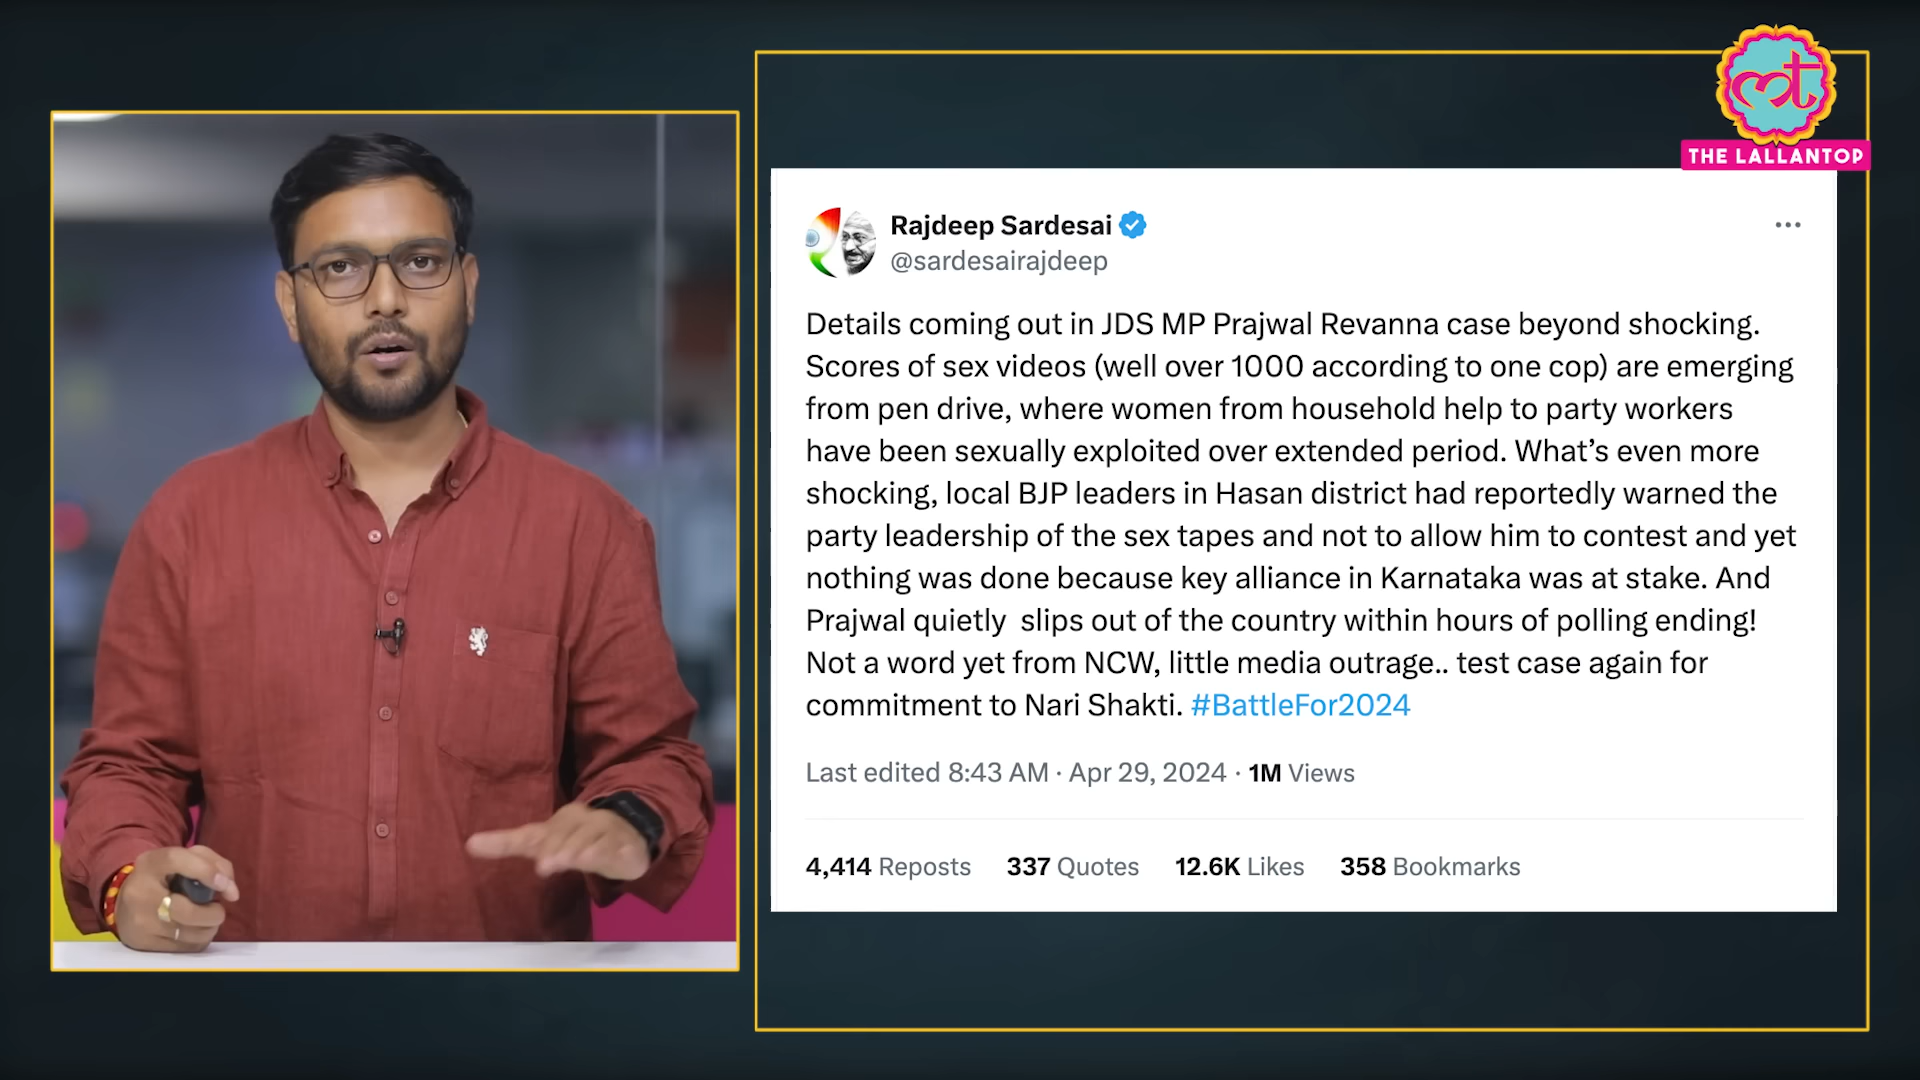 मत
THE LALLANTOP
Rajdeep Sardesai
@sardesairajdeep
Details coming out in JDS MP Prajwal Revanna case beyond shocking.
Scores of sex videos (well over 1000 according to one cop) are emerging
from pen drive, where women from household help to party workers
have been sexually exploited over extended period. What’s even more
shocking, local BJP leaders in Hasan district had reportedly warned the
party leadership of the sex tapes and not to allow him to contest and yet
nothing was done because key alliance in Karnataka was at stake. And
Prajwal quietly  slips out of the country within hours of polling ending!
Not a word yet from NCW, little media outrage.. test case again for
commitment to Nari Shakti. #BattleFor2024
Last edited 8:43 AM · Apr 29, 2024 · 1M Views
4,414 Reposts 337 Quotes 12.6K Likes 358 Bookmarks